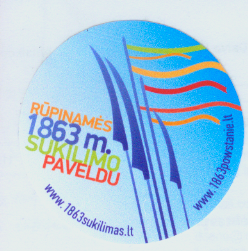 RŪPINAMĖS
1863 m.
SUKILIMO
PAVELDU
www.1863sukilimas.lt
www.1863powstanie.lt